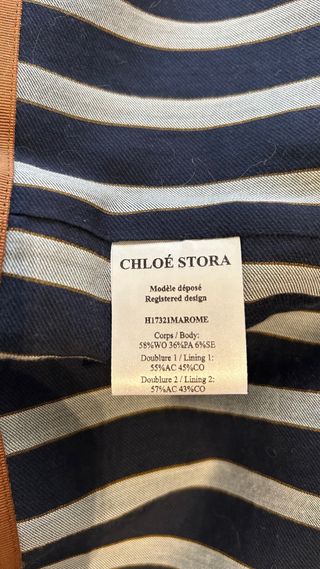 CHLOÉ STORA
Modèle déposé
Registered design
H17321MAROME
Corps / Body:
58%WO 36%PA 6%SE
Doublure 1 / Lining 1:
55%AC 45%CO
Doublure 2 / Lining 2:
57%AC 43%CO